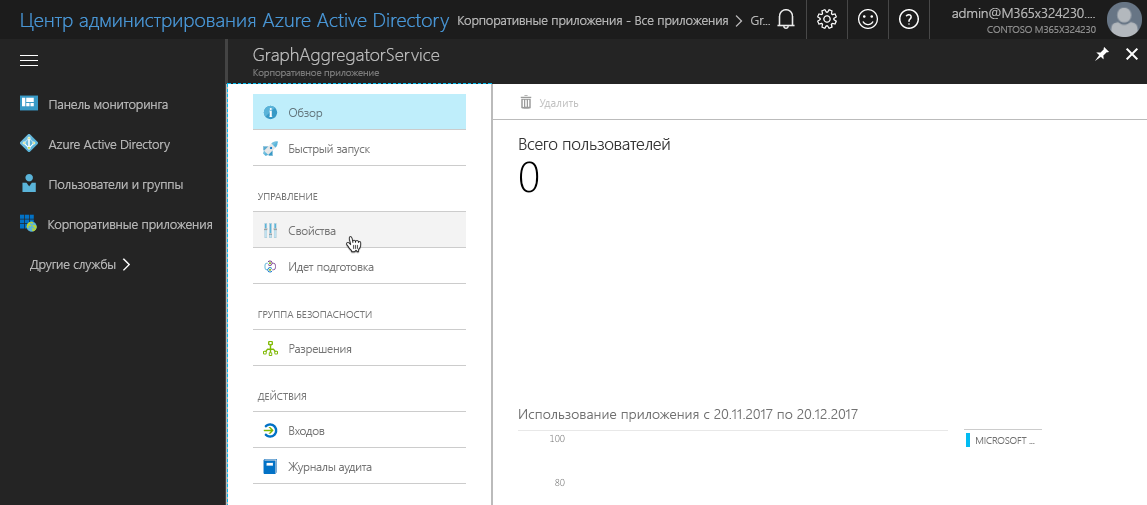 Центр администрирования Azure Active Directory
Корпоративные приложения - Все приложения > Gr...
admin@M365x324230....
CONTOSO M365X324230
GraphAggregatorService
Корпоративное приложение
Панель мониторинга
Azure Active Directory
Пользователи и группы
Корпоративные приложения
Другие службы >
Обзор
Быстрый запуск
УПРАВЛЕНИЕ
Свойства
Идет подготовка
ГРУППА БЕЗОПАСНОСТИ
Разрешения
ДЕЙСТВИЯ
Входов
Журналы аудита
Удалить
Всего пользователей
0
Использование приложения с 20.11.2017 по 20.12.2017
100
80
MICROSOFT ...